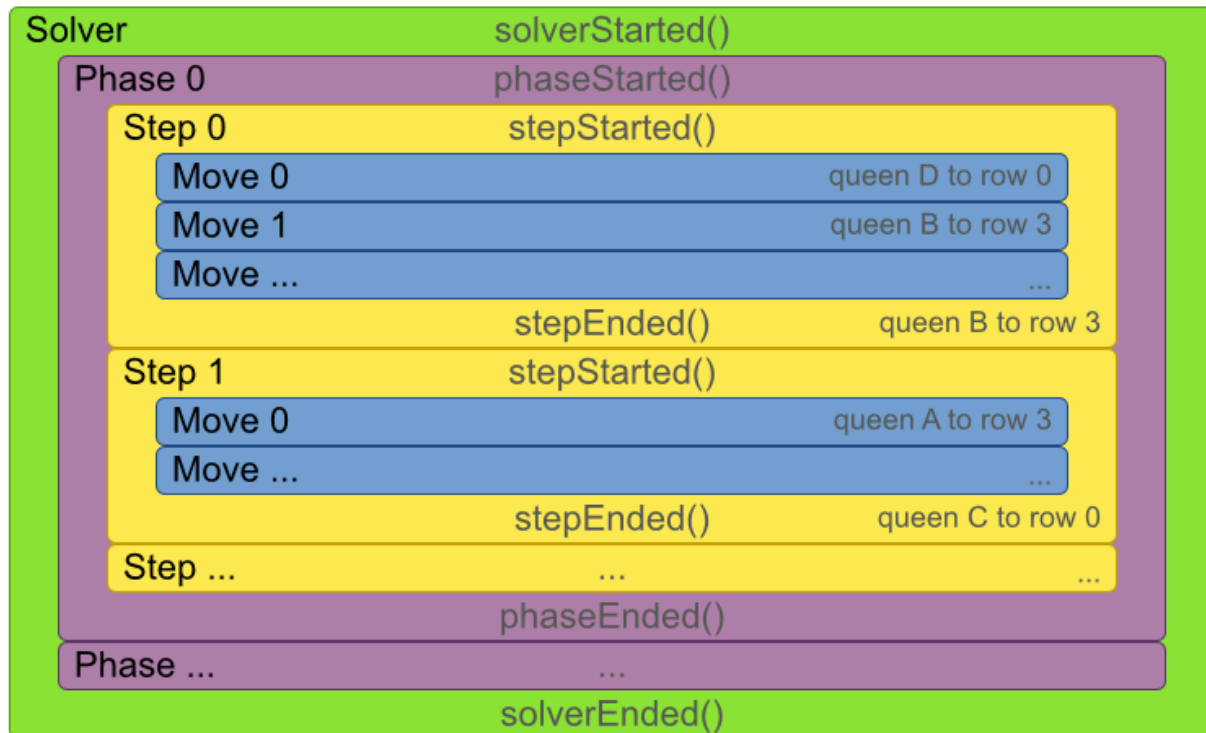 Solver solverStarted()
Phase 0 phaseStarted()
Step 0 stepStarted()
Move 0 queen D to row 0
Move 1 queen B to row 3
Move ... ...
stepEnded() queen B to row 3
Step 1 stepStarted()
Move 0 queen A to row 3
Move ... ...
stepEnded() queen C to row 0
Step ... ... ...
phaseEnded()
Phase ... ...
solverEnded()